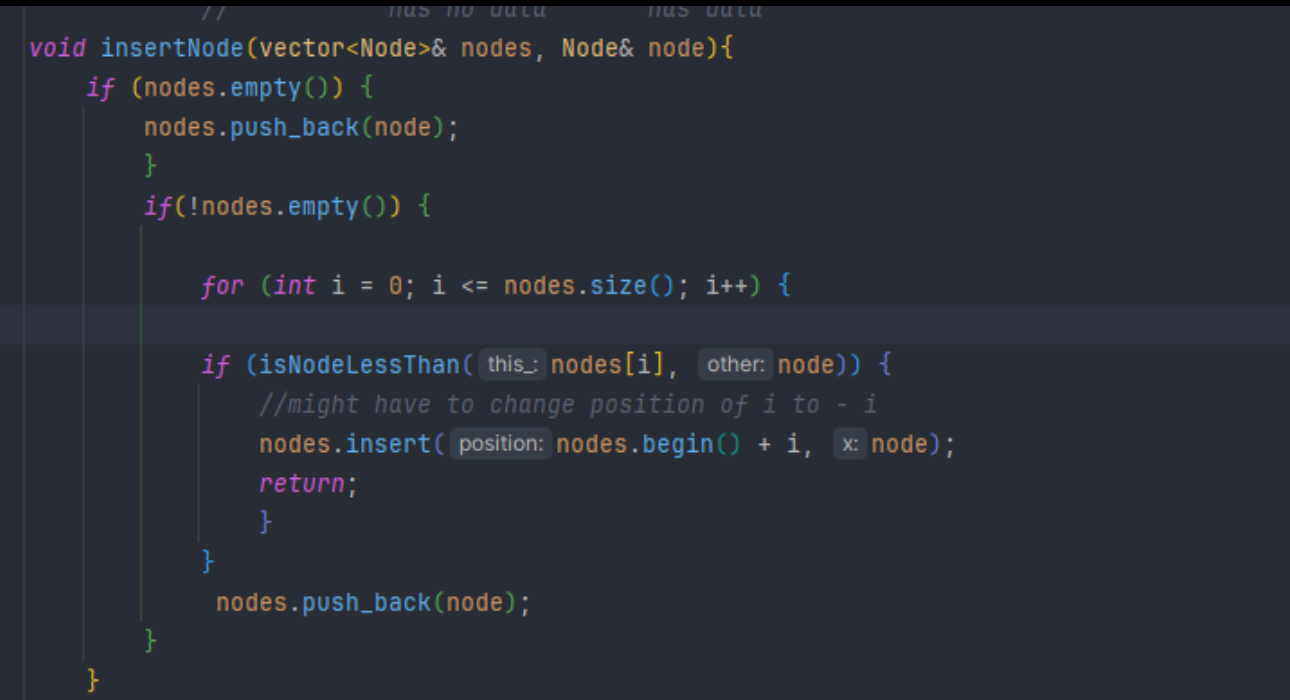 // has no data has data
void insertNode(vector<Node>& nodes, Node& node){
if (nodes.empty()) {
nodes.push_back(node);
}
if(!nodes.empty()) {
for (int i = 0; i <= nodes.size(); i++) {
if (isNodeLessThan( this_: nodes[i], other: node)) {
//might have to change position of i to - i
nodes.insert( position: nodes.begin() + i, x: node);
return;
}
}
nodes.push_back(node);
}
}